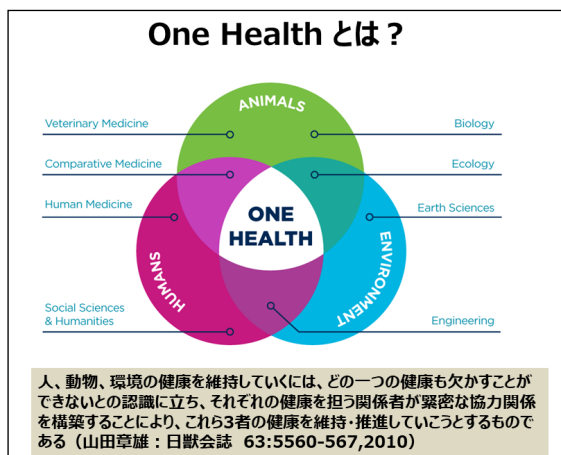 One Health とは？
ANIMALS
Veterinary Medicine
Biology
Comparative Medicine
Ecology
Human Medicine
Earth Sciences
ONE
HEALTH
HUMANS
ENVIRONMENT
Social Sciences
& Humanities
Engineering
人、動物、環境の健康を維持していくには、どの一つの健康も欠かすことが
できないとの認識に立ち、それぞれの健康を担う関係者が緊密な協力関係
を構築することにより、これら3者の健康を維持・推進していこうとするもので
ある（山田章雄：日獣会誌 63:5560-567,2010）